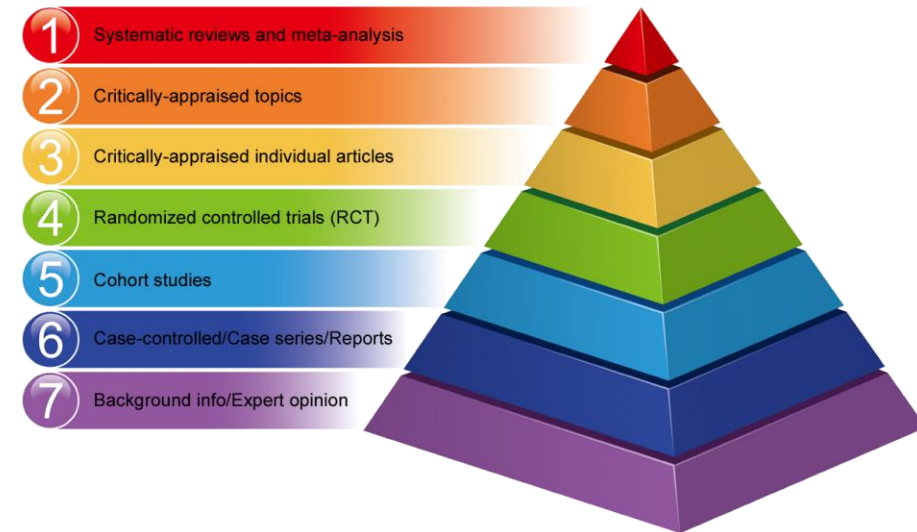 1 Systematic reviews and meta-analysis
2 Critically-appraised topics
3 Critically-appraised individual articles
4 Randomized controlled trials (RCT)
5 Cohort studies
6 Case-controlled/Case series/Reports
7 Background info/Expert opinion